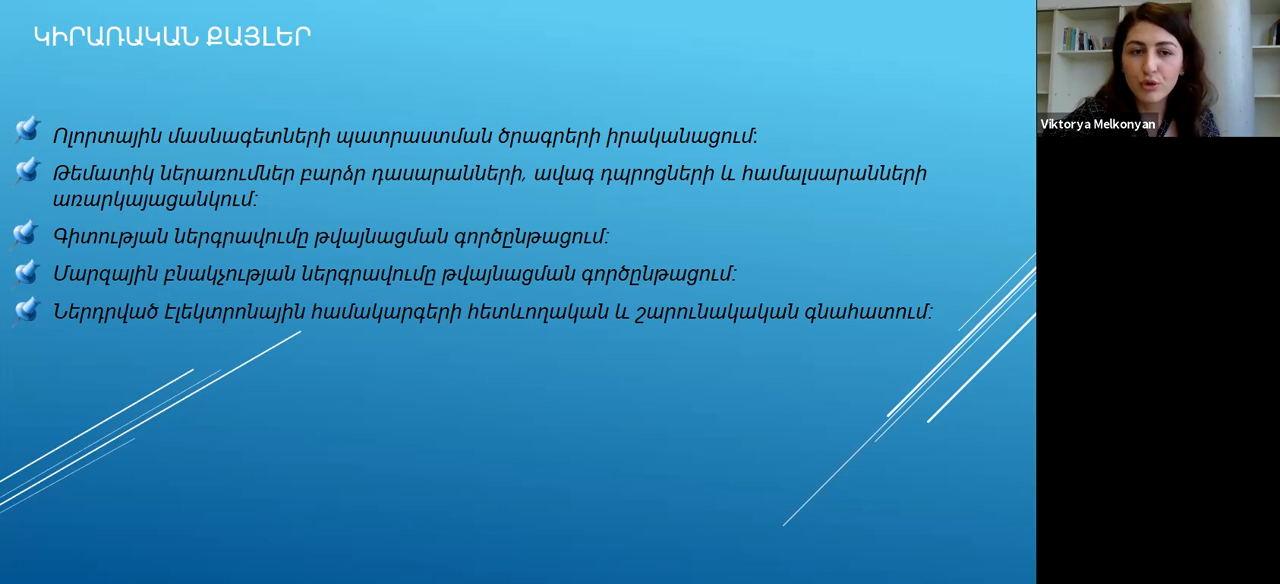 ԿԻՐԱՌԱԿԱՆ ՔԱՅԼԵՐ
Ոլորտային մասնագետների պատրաստման ծրագրերի իրականացում:
Թեմատիկ ներառումներ բարձր դասարանների, ավագ դպրոցների և համալսարանների
առարկայացանկում:
Գիտության ներգրավումը թվայնացման գործընթացում:
Մարզային բնակչության ներգրավումը թվայնացման գործընթացում:
Ներդրված էլեկտրոնային համակարգերի հետևողական և շարունակական գնահատում:
Viktorya Melkonyan